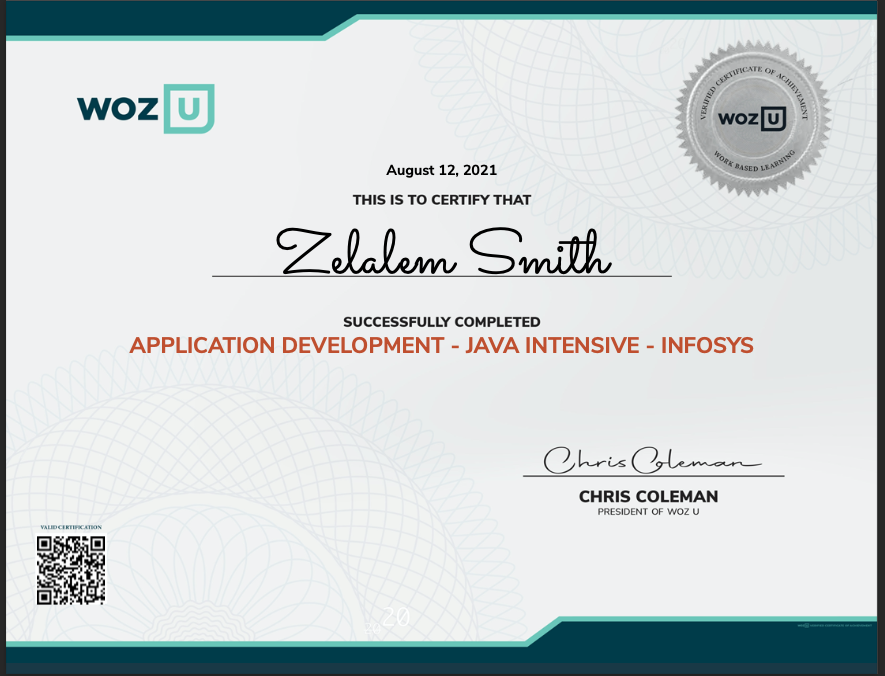 WOZ U
VERIFIED CERTIFICATE OF ACHIEVEMENT
WOZ U
WORK BASED LEARNING
August 12, 2021
THIS IS TO CERTIFY THAT
Zelalem Smith
SUCCESSFULLY COMPLETED
APPLICATION DEVELOPMENT - JAVA INTENSIVE - INFOSYS
Chris Coleman
CHRIS COLEMAN
PRESIDENT OF WOZ U
VALID CERTIFICATION
20